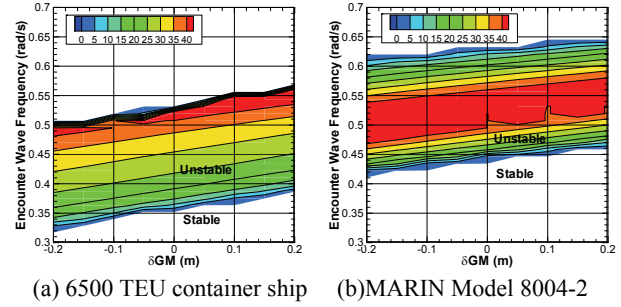 0 5 10 15 20 25 30 35 40
0.7
0.65
0.6
0.55
0.5
0.45
0.4
0.35
0.3
Encounter Wave Frequency (rad/s)
Unstable
Stable
-0.2 -0.1 0 0.1 0.2
δGM (m)
(a) 6500 TEU container ship
0 5 10 15 20 25 30 35 40
0.7
0.65
0.6
0.55
0.5
0.45
0.4
0.35
0.3
Encounter Wave Frequency (rad/s)
Unstable
Stable
-0.2 -0.1 0 0.1 0.2
δGM (m)
(b)MARIN Model 8004-2